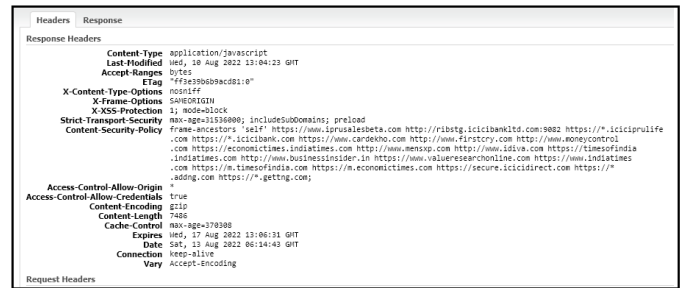 Headers Response
Response Headers
Content-Type application/javascript
Last-Modified Wed, 10 Aug 2022 13:04:23 GMT
Accept-Ranges bytes
ETag "ff3e39b6b9acd81:0"
X-Content-Type-Options nosniff
X-Frame-Options SAMEORIGIN
X-XSS-Protection 1; mode=block
Strict-Transport-Security max-age=31536000; includeSubDomains; preload
Content-Security-Policy frame-ancestors 'self' https://www.iprusalesbeta.com http://ribstg.icicibankltd.com:9082 https://*.iciciprulife
.com https://*.icicibank.com https://www.cardekho.com http://www.firstcry.com http://www.moneycontrol
.com https://economictimes.indiatimes.com http://www.mensxp.com http://www.idiva.com https://timesofindia
.indiatimes.com http://www.businessinsider.in https://www.valueresearchonline.com https://www.indiatimes
.com https://m.timesofindia.com https://m.economictimes.com https://secure.icicidirect.com https://*
.addng.com https://*.gettng.com;
Access-Control-Allow-Origin *
Access-Control-Allow-Credentials true
Content-Encoding gzip
Content-Length 7486
Cache-Control max-age=370308
Expires Wed, 17 Aug 2022 13:06:31 GMT
Date Sat, 13 Aug 2022 06:14:43 GMT
Connection keep-alive
Vary Accept-Encoding
Request Headers